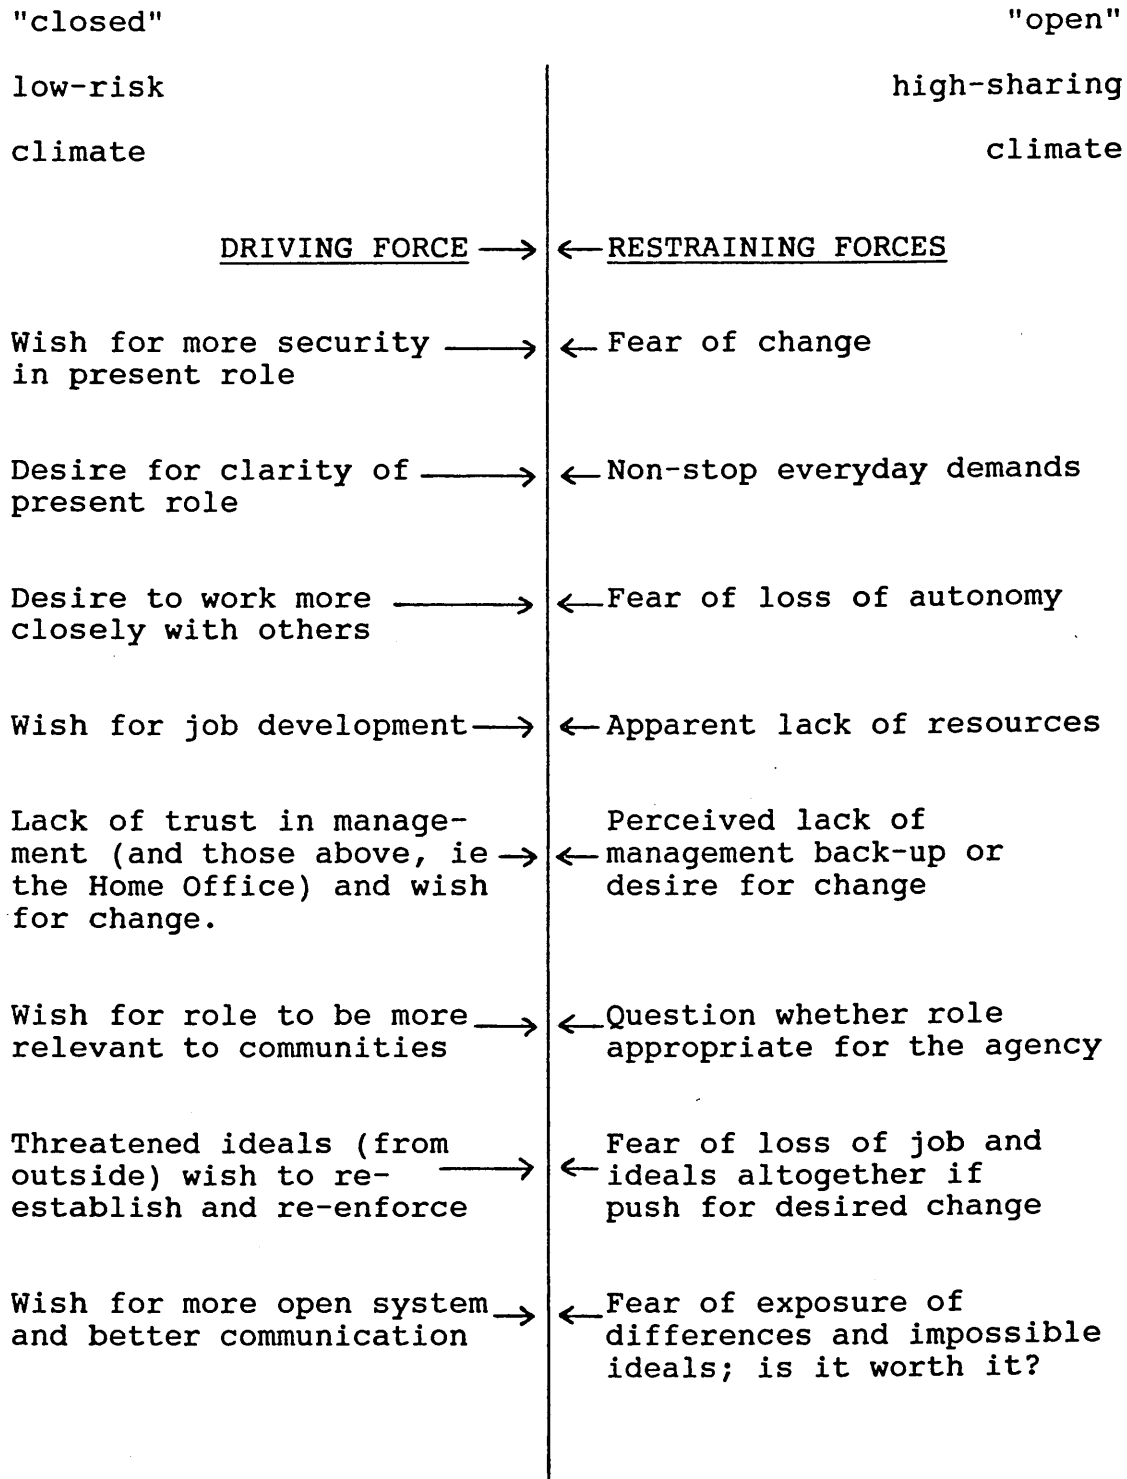 "closed"
"open"
low-risk
high-sharing
climate
climate
DRIVING FORCE → ← RESTRAINING FORCES
Wish for more security → ← Fear of change
in present role
Desire for clarity of → ← Non-stop everyday demands
present role
Desire to work more → ← Fear of loss of autonomy
closely with others
Wish for job development → ← Apparent lack of resources
Lack of trust in manage-
ment (and those above, ie →
the Home Office) and wish
for change.
Perceived lack of
← management back-up or
desire for change
Wish for role to be more → ← Question whether role
relevant to communities
appropriate for the agency
Threatened ideals (from
outside) wish to re- →
establish and re-enforce
Fear of loss of job and
← ideals altogether if
push for desired change
Wish for more open system →
and better communication
← Fear of exposure of
differences and impossible
ideals; is it worth it?